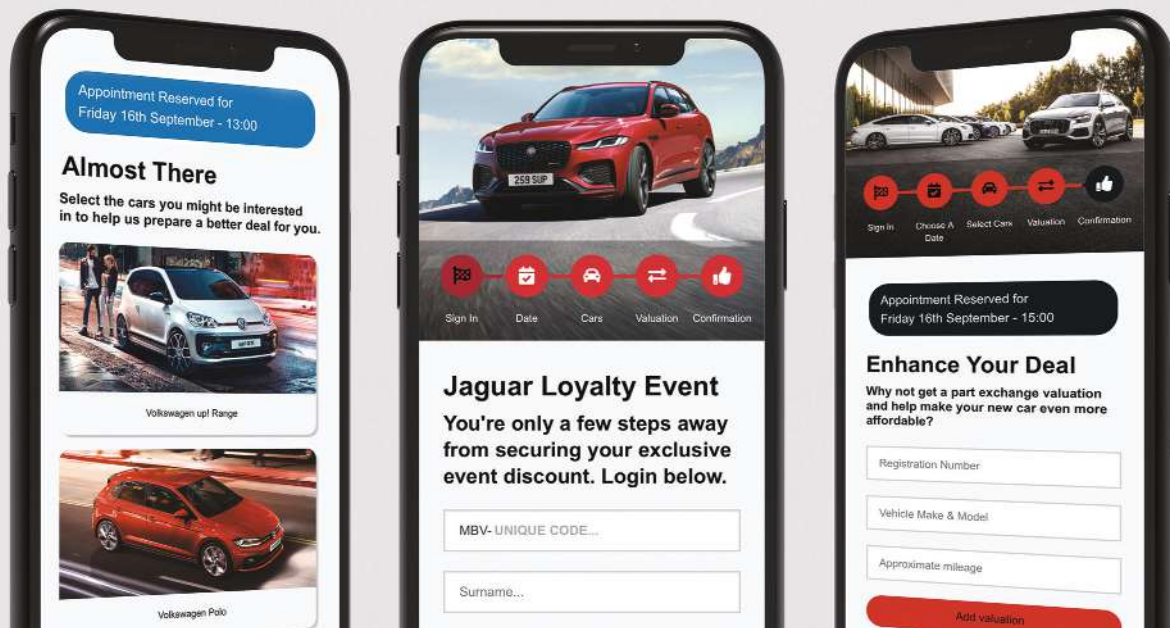 Appointment Reserved for
Friday 16th September - 13:00
Almost There
Select the cars you might be interested
in to help us prepare a better deal for you.
Volkswagen up! Range
Volkswagen Polo
259 SUP
Sign In
Date
Cars
Valuation
Confirmation
Jaguar Loyalty Event
You're only a few steps away
from securing your exclusive
event discount. Login below.
MBV- UNIQUE CODE...
Surname...
Sign In
Choose A
Date
Select Cars
Valuation
Confirmation
Appointment Reserved for
Friday 16th September - 15:00
Enhance Your Deal
Why not get a part exchange valuation
and help make your new car even more
affordable?
Registration Number
Vehicle Make & Model
Approximate mileage
Add valuation